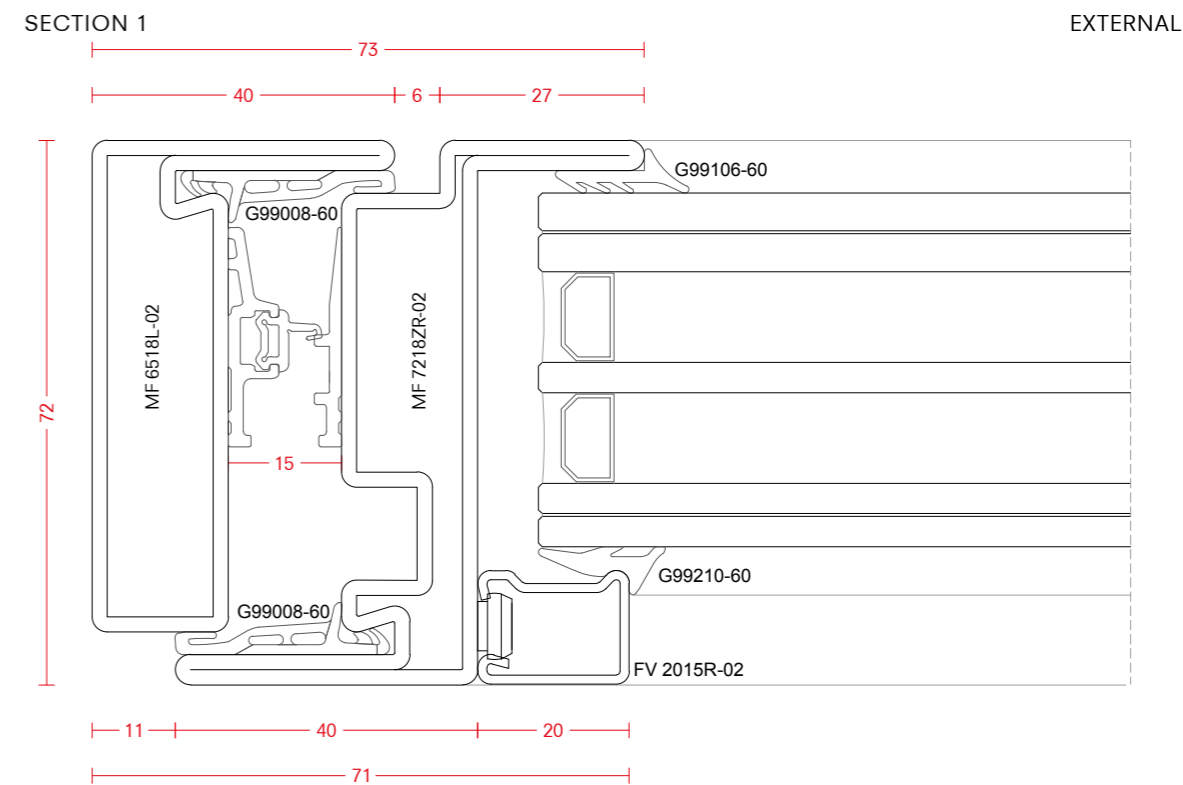 SECTION 1
EXTERNAL
73
40
6
27
G99106-60
G99008-60
MF 6518L-02
MF 7218ZR-02
72
15
G99210-60
G99008-60
FV 2015R-02
11
40
20
71